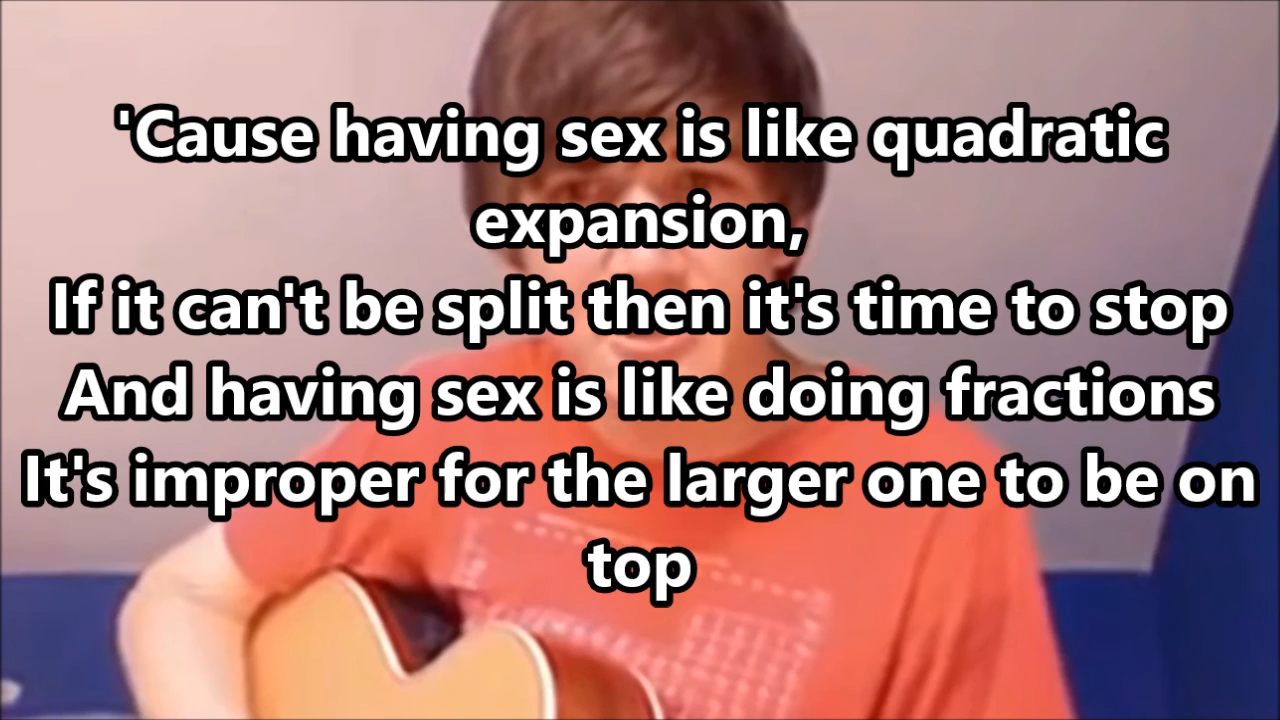 'Cause having sex is like quadratic
expansion,
If it can't be split then it's time to stop
And having sex is like doing fractions
It's improper for the larger one to be on
top